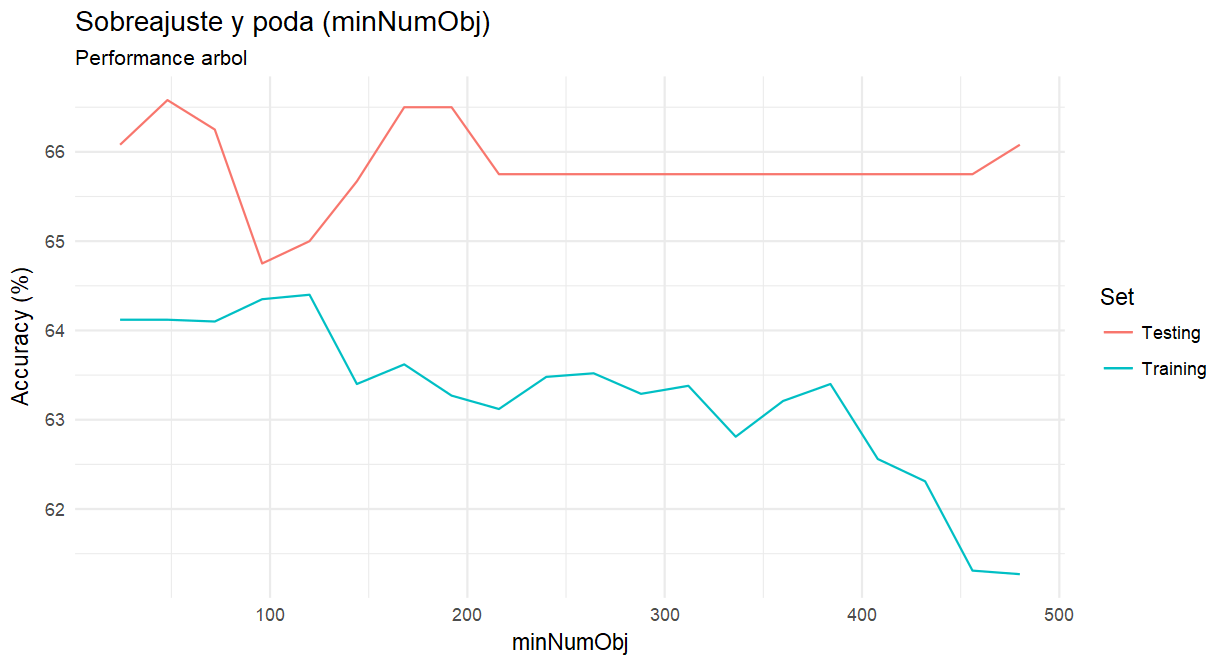 Sobreajuste y poda (minNumObj)
Performance arbol
Accuracy (%)
66
65
64
63
62
100
200
300
400
500
minNumObj
Set
Testing
Training